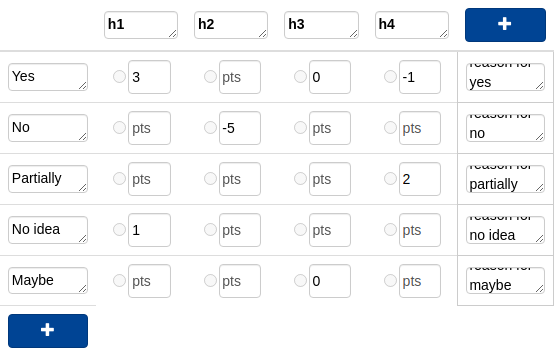 h1 h2 h3 h4
Yes 3 pts 0 -1 reason for
yes
No pts -5 pts pts reason for
no
Partially pts pts pts 2 reason for
partially
No idea 1 pts pts pts reason for
no idea
Maybe pts pts 0 pts reason for
maybe